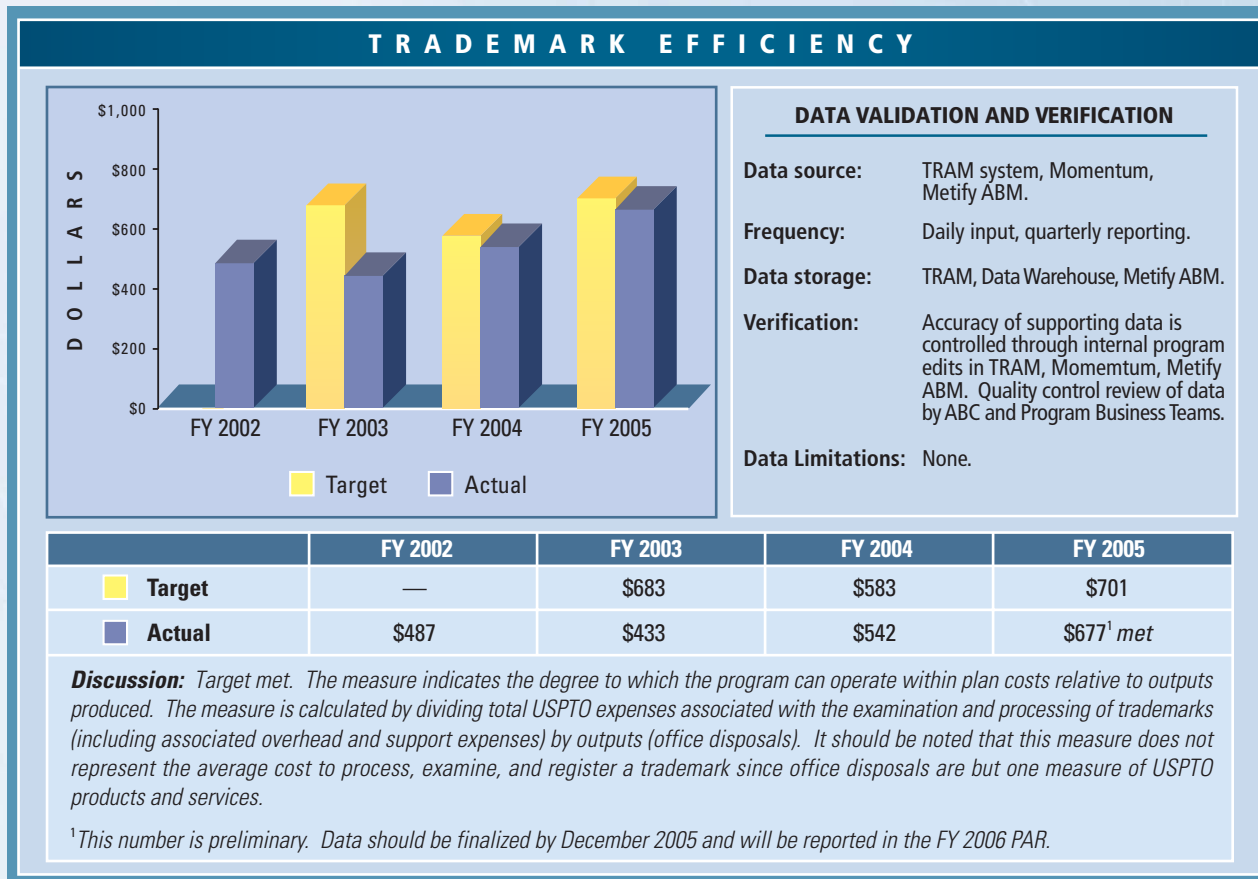 TRADEMARK EFFICIENCY
$1,000
$800
$600
$400
$200
$0
DOLLARS
FY 2002 FY 2003 FY 2004 FY 2005
Target Actual
DATA VALIDATION AND VERIFICATION
Data source: TRAM system, Momentum,
Metify ABM.
Frequency: Daily input, quarterly reporting.
Data storage: TRAM, Data Warehouse, Metify ABM.
Verification: Accuracy of supporting data is
controlled through internal program
edits in TRAM, Momemtum, Metify
ABM. Quality control review of data
by ABC and Program Business Teams.
Data Limitations: None.
FY 2002 FY 2003 FY 2004 FY 2005
Target — $683 $583 $701
Actual $487 $433 $542 $677¹ met
Discussion: Target met. The measure indicates the degree to which the program can operate within plan costs relative to outputs
produced. The measure is calculated by dividing total USPTO expenses associated with the examination and processing of trademarks
(including associated overhead and support expenses) by outputs (office disposals). It should be noted that this measure does not
represent the average cost to process, examine, and register a trademark since office disposals are but one measure of USPTO
products and services.
¹This number is preliminary. Data should be finalized by December 2005 and will be reported in the FY 2006 PAR.